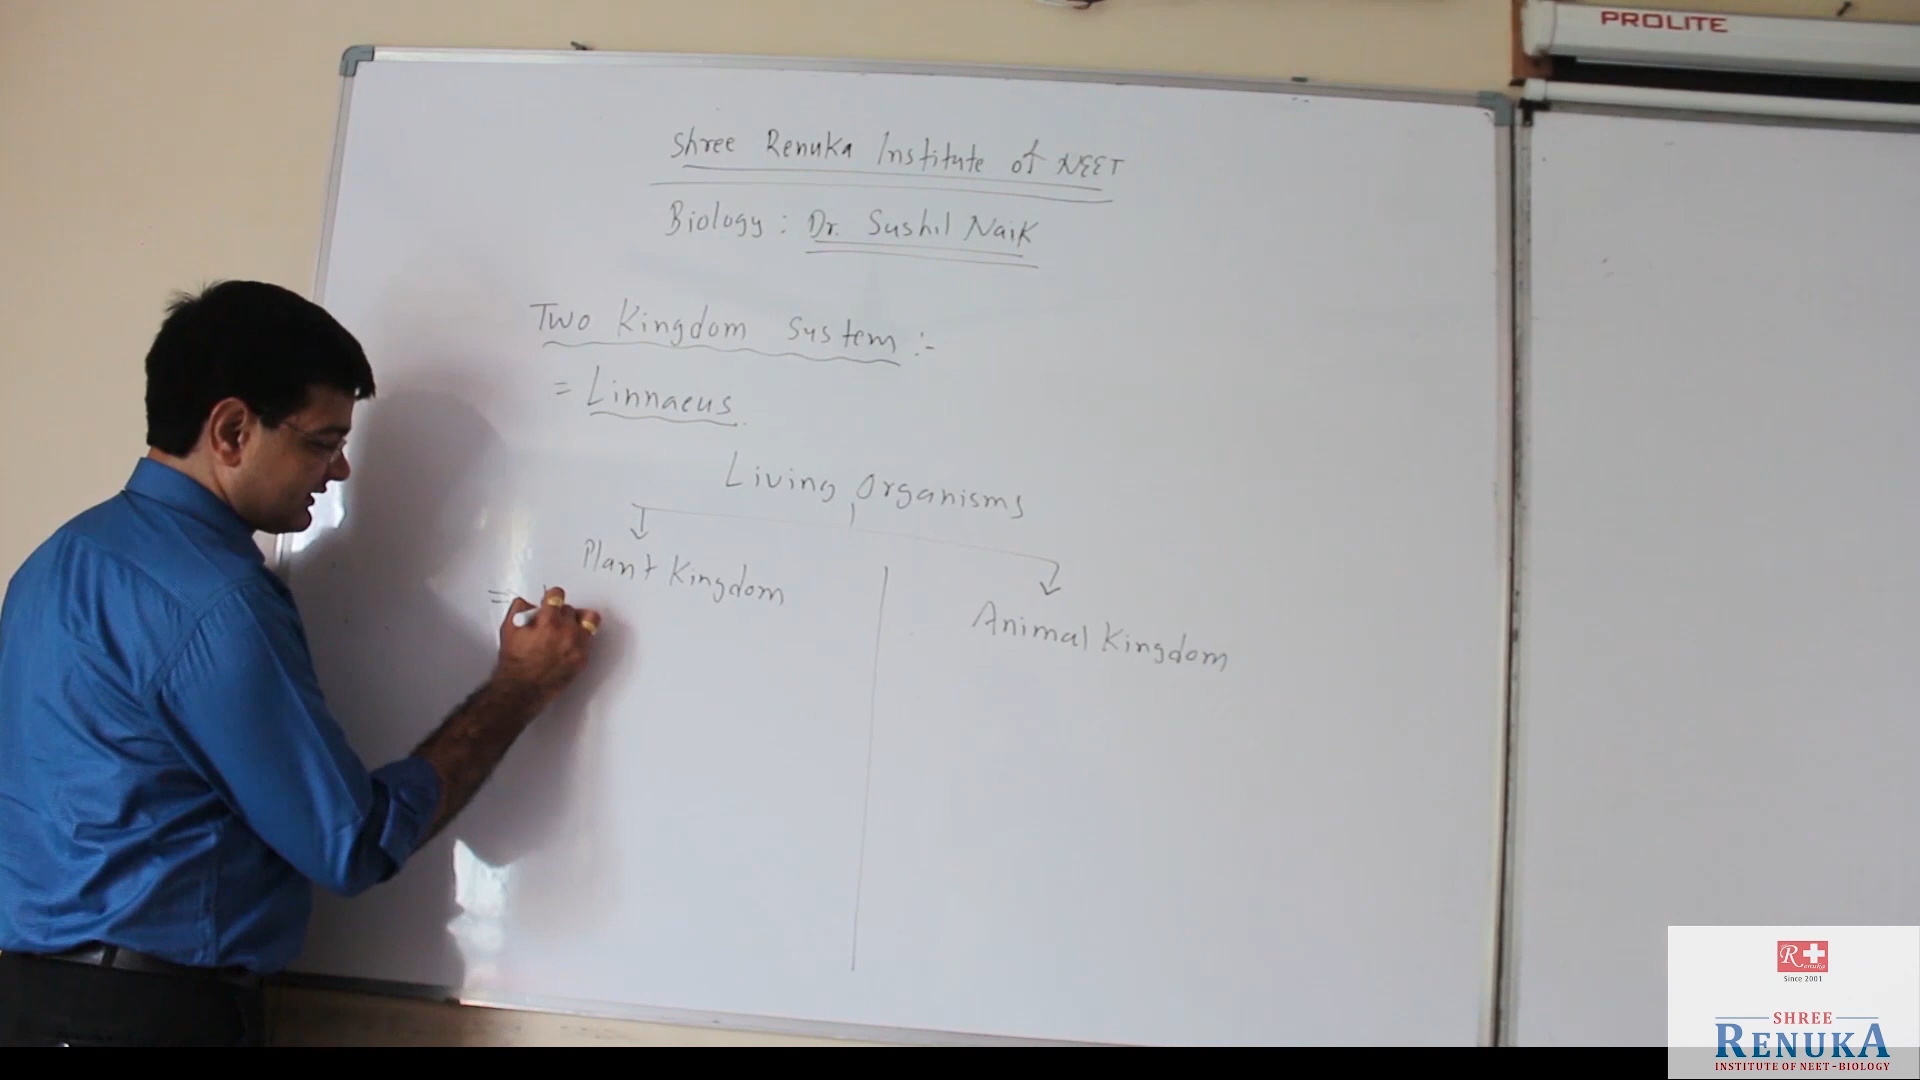 PROLITE
Shree Renuka Institute of NEET
Biology : Dr. Sushil Naik
Two Kingdom System :-
= Linnaeus.
Living Organisms
Plant Kingdom
Animal Kingdom
=
R
Renuka
Since 2001
SHREE
RENUKA
INSTITUTE OF NEET-BIOLOGY